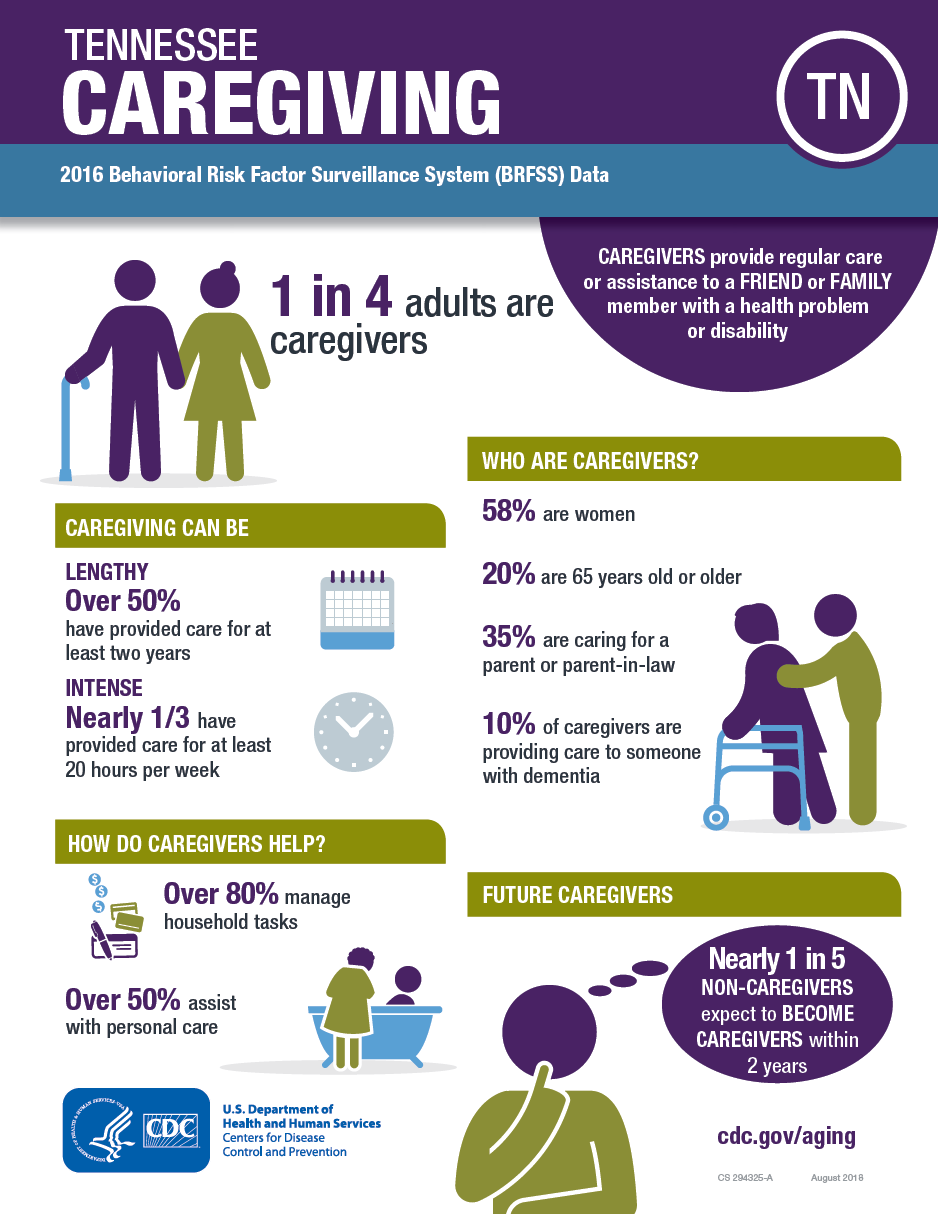 TENNESSEE
CAREGIVING
TN
2016 Behavioral Risk Factor Surveillance System (BRFSS) Data
CAREGIVERS provide regular care
or assistance to a FRIEND or FAMILY
member with a health problem
or disability
1 in 4 adults are
caregivers
CAREGIVING CAN BE
LENGTHY
Over 50%
have provided care for at
least two years
INTENSE
Nearly 1/3 have
provided care for at least
20 hours per week
WHO ARE CAREGIVERS?
58% are women
20% are 65 years old or older
35% are caring for a
parent or parent-in-law
10% of caregivers are
providing care to someone
with dementia
HOW DO CAREGIVERS HELP?
$
$
$
Over 80% manage
household tasks
Over 50% assist
with personal care
FUTURE CAREGIVERS
Nearly 1 in 5
NON-CAREGIVERS
expect to BECOME
CAREGIVERS within
2 years
DEPARTMENT OF HEALTH & HUMAN SERVICES • USA
CDC
U.S. Department of
Health and Human Services
Centers for Disease
Control and Prevention
cdc.gov/aging
CS 294325-A August 2018